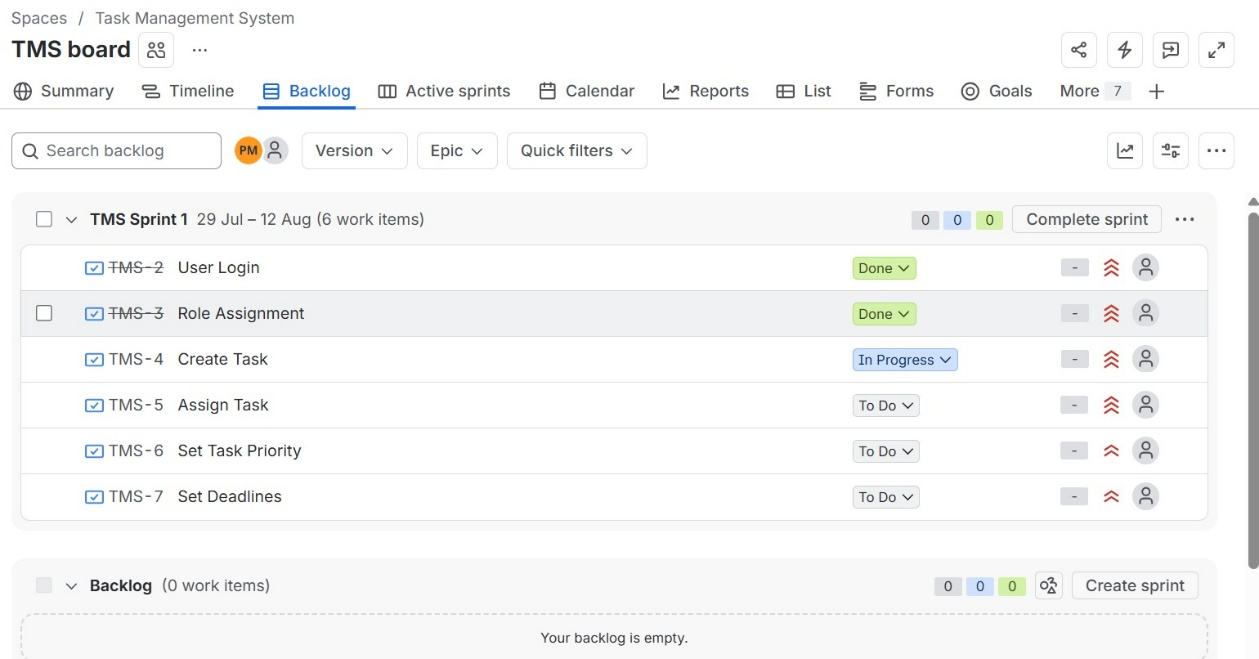 Spaces / Task Management System
TMS board
Summary Timeline Backlog Active sprints Calendar Reports List Forms Goals More 7
Search backlog PM Version Epic Quick filters
TMS Sprint 1 29 Jul – 12 Aug (6 work items) 0 0 0 Complete sprint
TMS-2 User Login Done -
TMS-3 Role Assignment Done -
TMS-4 Create Task In Progress -
TMS-5 Assign Task To Do -
TMS-6 Set Task Priority To Do -
TMS-7 Set Deadlines To Do -
Backlog (0 work items) 0 0 0 Create sprint
Your backlog is empty.